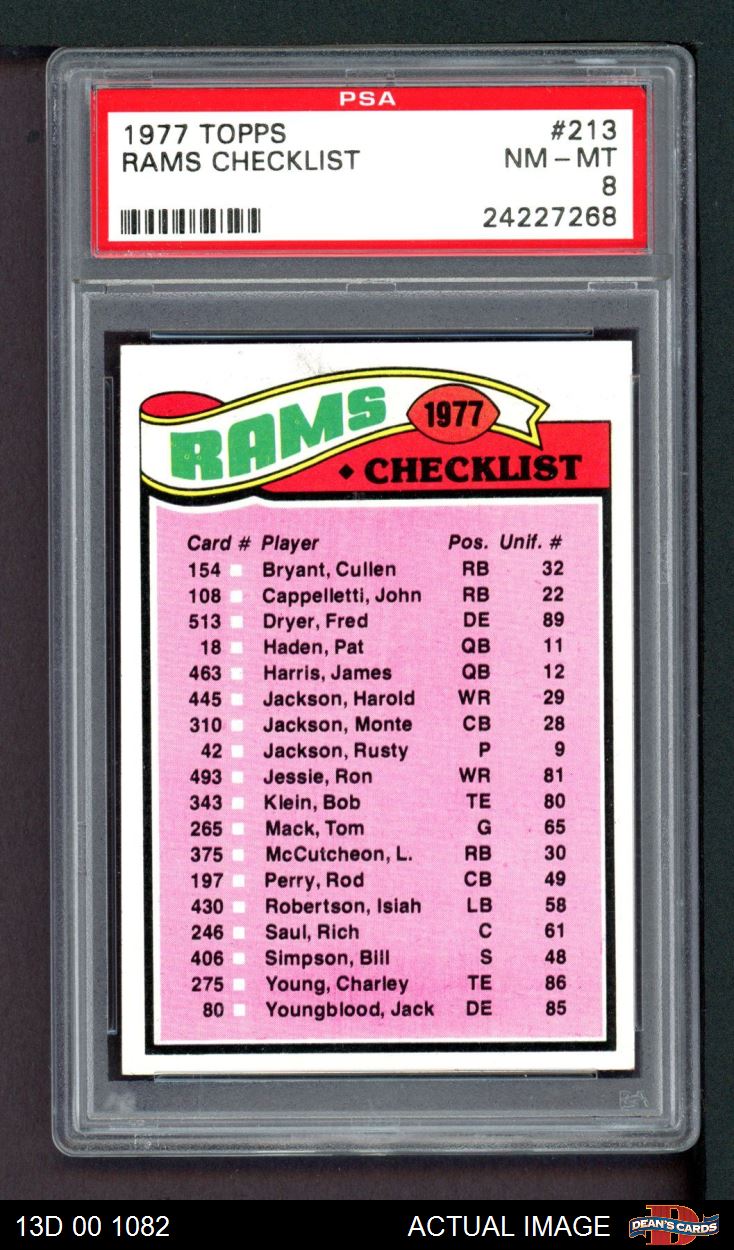 PSA
1977 TOPPS #213
RAMS CHECKLIST NM – MT
8
24227268
RAMS 1977
♦ CHECKLIST
Card # Player Pos. Unif. #
154 Bryant, Cullen RB 32
108 Cappelletti, John RB 22
513 Dryer, Fred DE 89
18 Haden, Pat QB 11
463 Harris, James QB 12
445 Jackson, Harold WR 29
310 Jackson, Monte CB 28
42 Jackson, Rusty P 9
493 Jessie, Ron WR 81
343 Klein, Bob TE 80
265 Mack, Tom G 65
375 McCutcheon, L. RB 30
197 Perry, Rod CB 49
430 Robertson, Isiah LB 58
246 Saul, Rich C 61
406 Simpson, Bill S 48
275 Young, Charley TE 86
80 Youngblood, Jack DE 85
13D 00 1082 ACTUAL IMAGE D DEAN'S CARDS